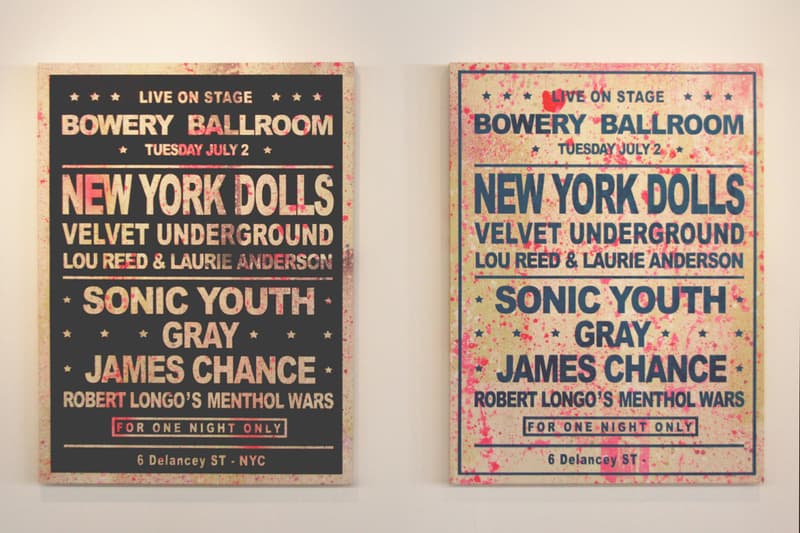 LIVE ON STAGE
BOWERY BALLROOM
TUESDAY JULY 2
NEW YORK DOLLS
VELVET UNDERGROUND
LOU REED & LAURIE ANDERSON
SONIC YOUTH
GRAY
JAMES CHANCE
ROBERT LONGO'S MENTHOL WARS
FOR ONE NIGHT ONLY
6 Delancey ST - NYC
LIVE ON STAGE
BOWERY BALLROOM
TUESDAY JULY 2
NEW YORK DOLLS
VELVET UNDERGROUND
LOU REED & LAURIE ANDERSON
SONIC YOUTH
GRAY
JAMES CHANCE
ROBERT LONGO'S MENTHOL WARS
FOR ONE NIGHT ONLY
6 Delancey ST -